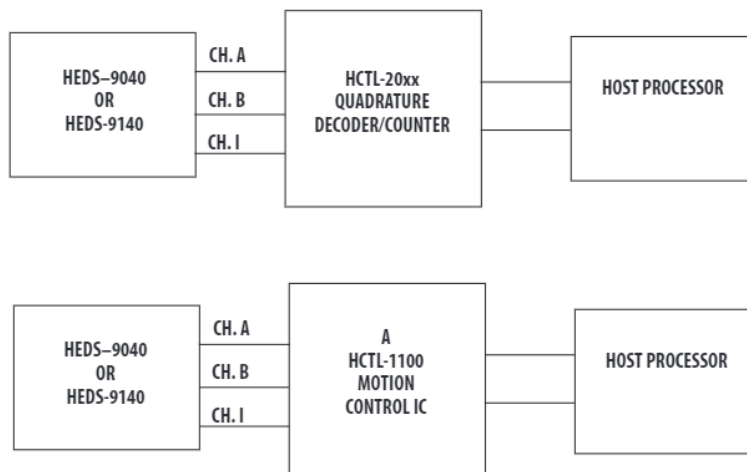 HEDS–9040
OR
HEDS-9140
CH. A
CH. B
CH. I
HCTL-20xx
QUADRATURE
DECODER/COUNTER
HOST PROCESSOR
HEDS–9040
OR
HEDS-9140
CH. A
CH. B
CH. I
A
HCTL-1100
MOTION
CONTROL IC
HOST PROCESSOR